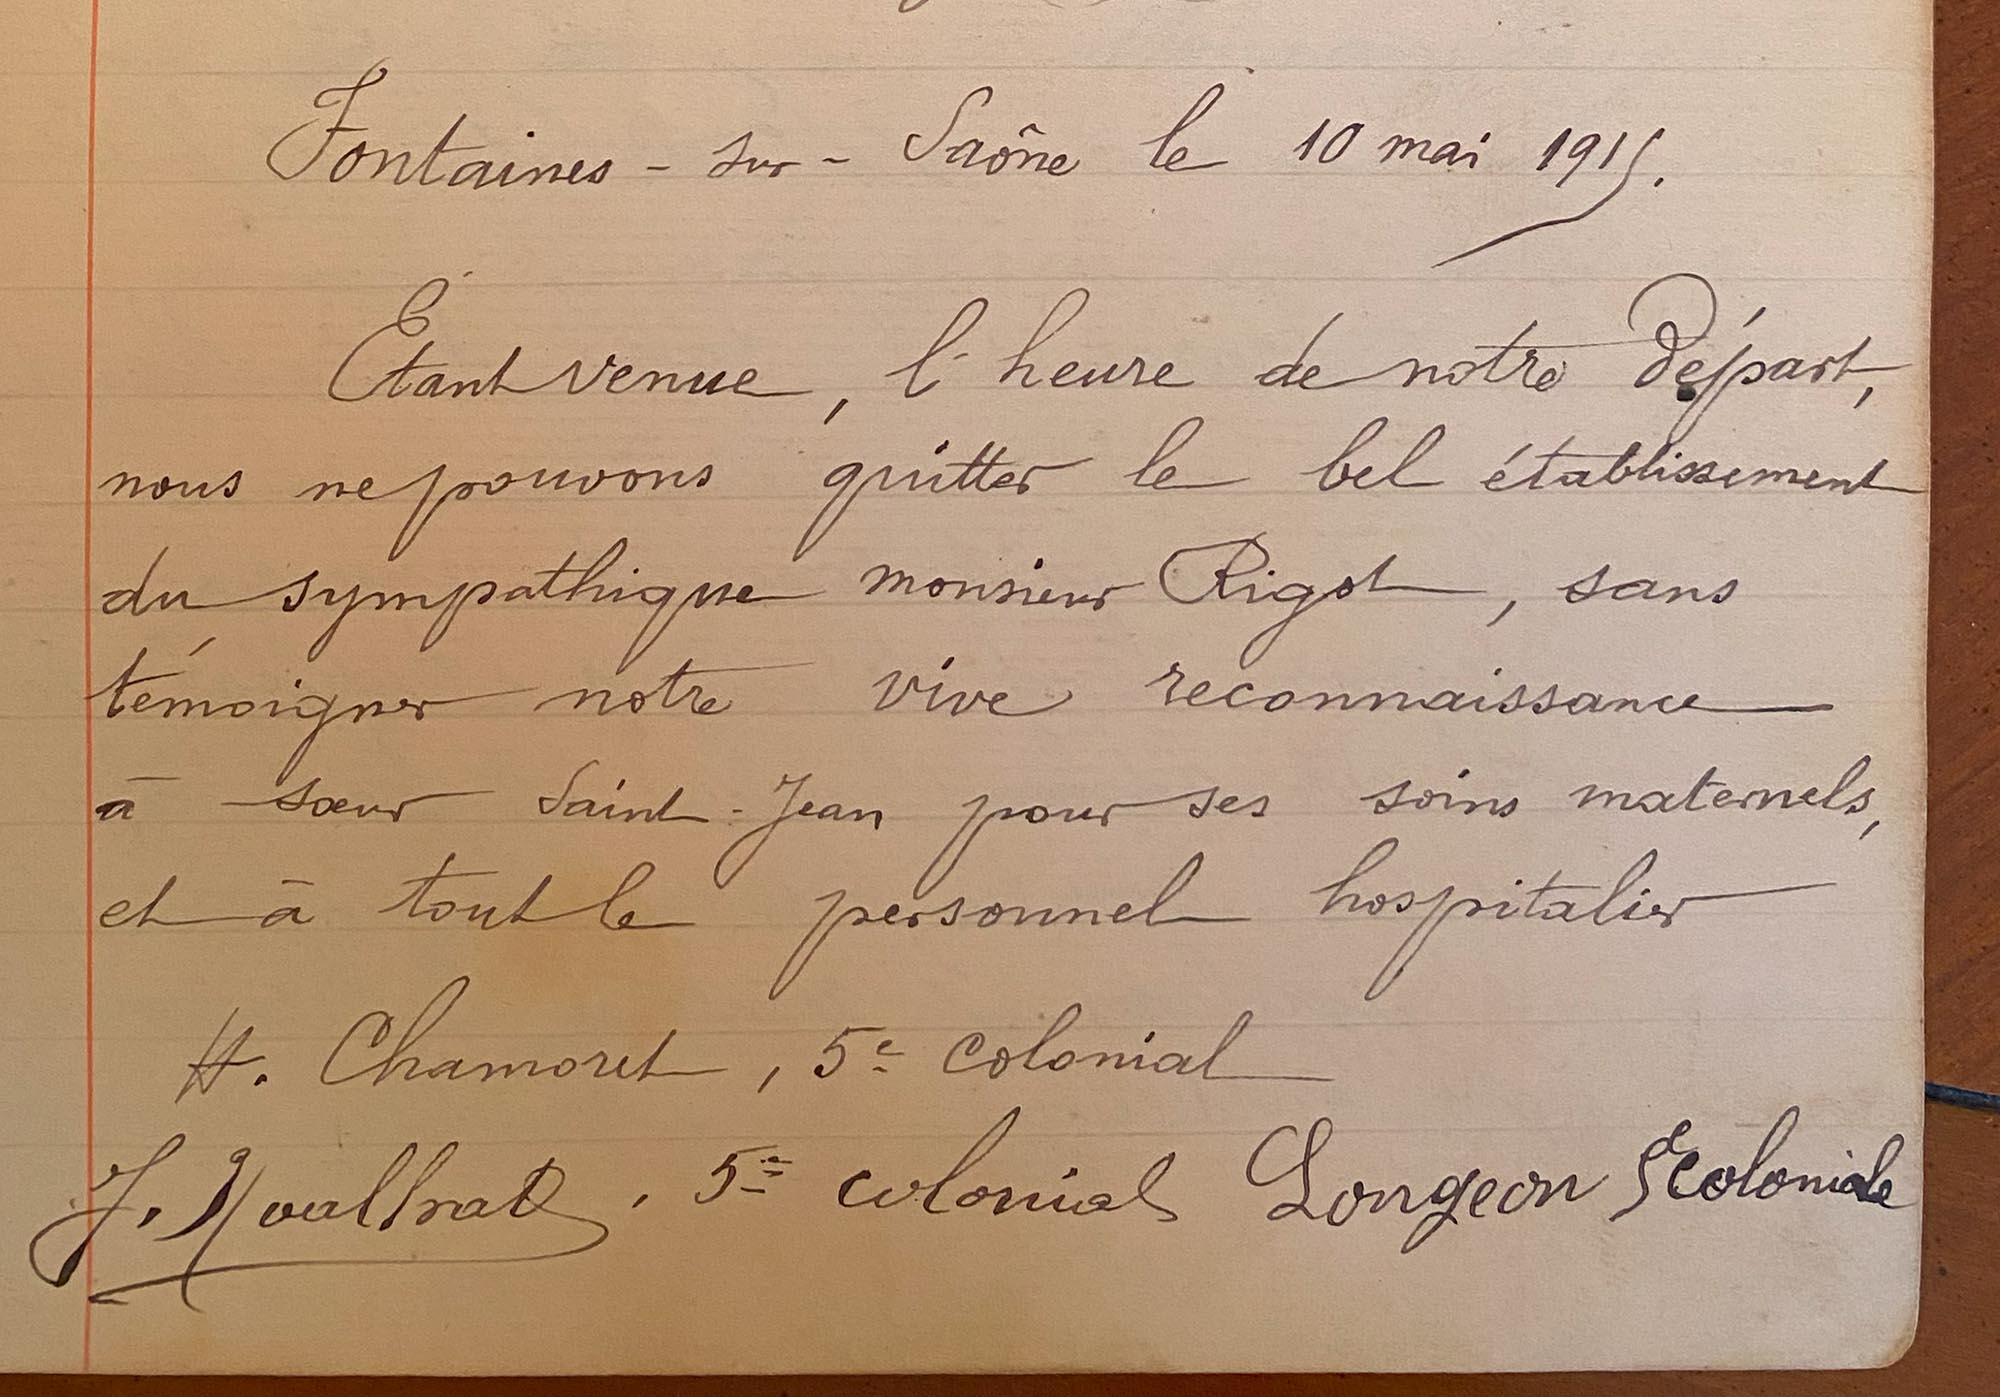 Fontaines - sur - Saône le 10 mai 1915.
Étant venue, l'heure de notre départ,
nous ne pouvons quitter le bel établissement
du sympathique monsieur Rigot, sans
témoigner notre vive reconnaissance
à sœur Saint-Jean pour ses soins maternels,
et à tout le personnel hospitalier
H. Chamoret, 5e colonial
J. 5e colonial Longeon 5e coloniale